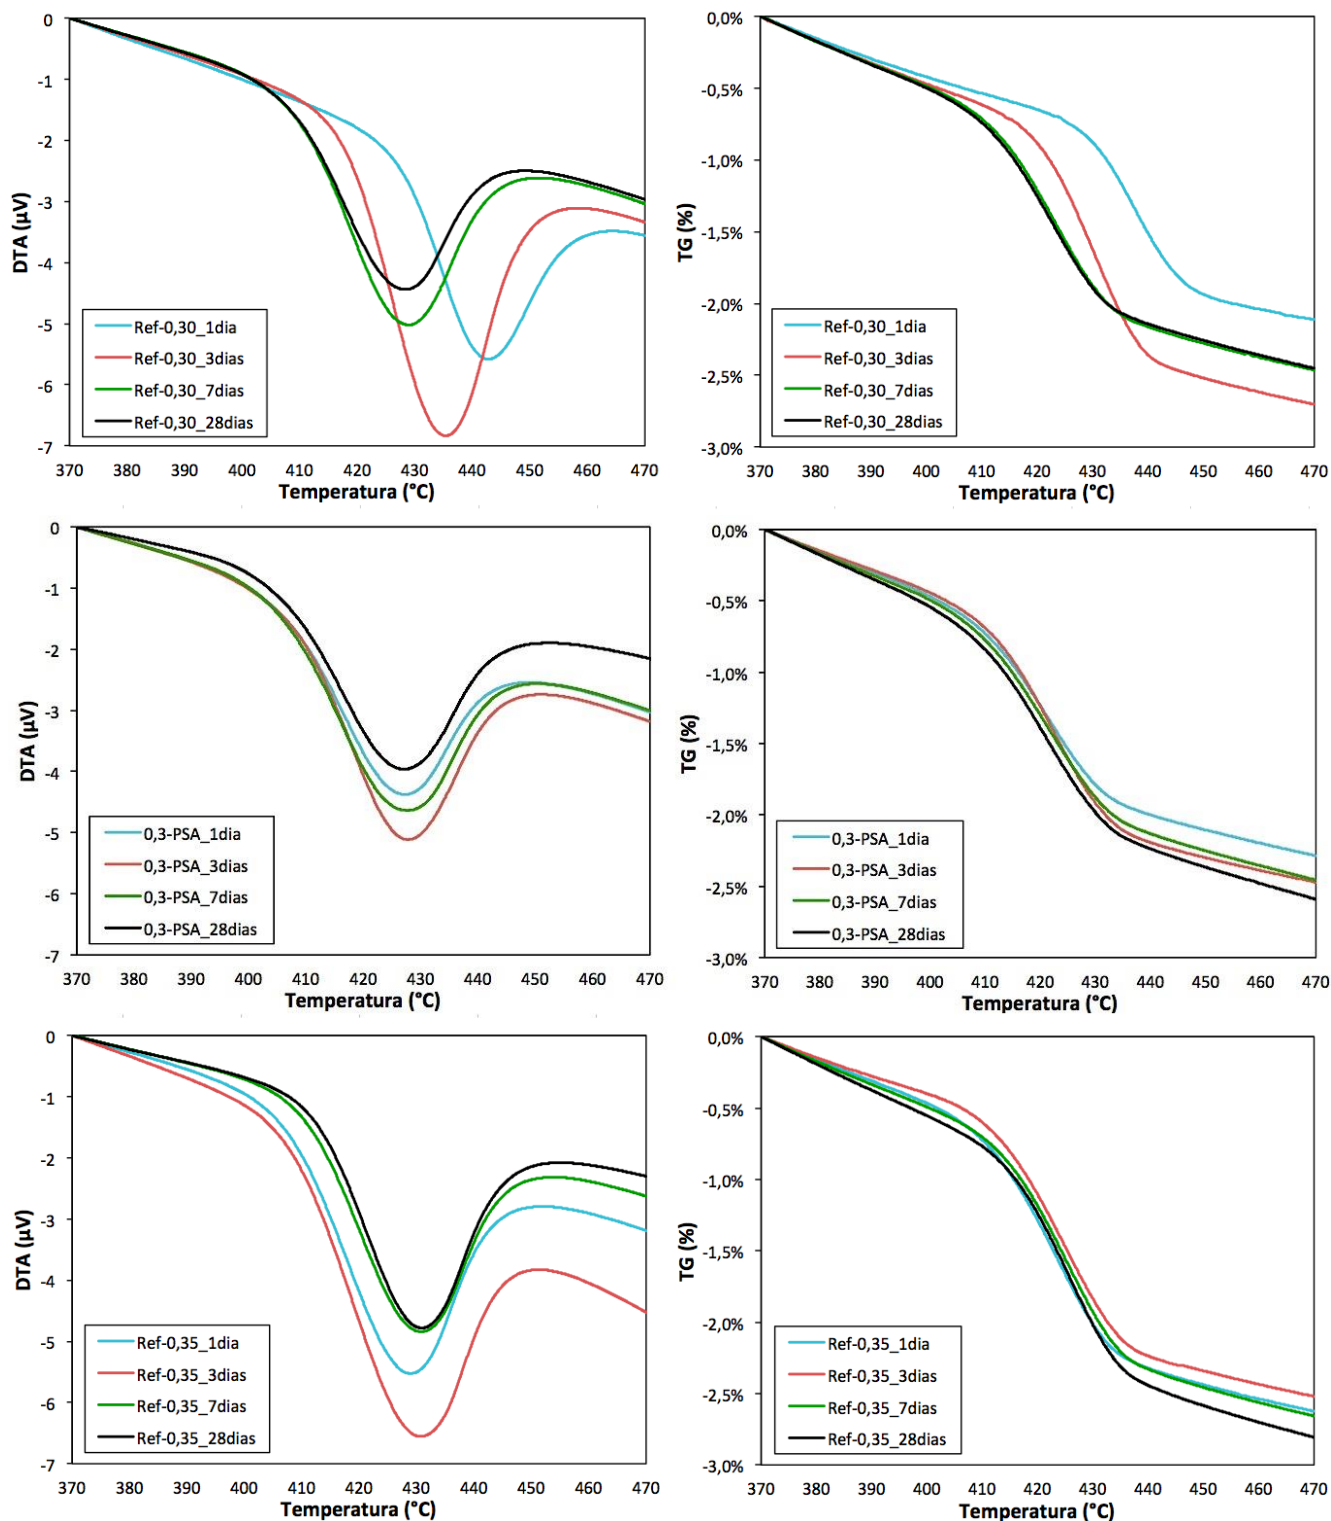 0
-1
-2
-3
-4
-5
-6
-7
DTA (µV)
Ref-0,30_1dia
Ref-0,30_3dias
Ref-0,30_7dias
Ref-0,30_28dias
370 380 390 400 410 420 430 440 450 460 470
Temperatura (°C)
0,0%
-0,5%
-1,0%
-1,5%
-2,0%
-2,5%
-3,0%
TG (%)
Ref-0,30_1dia
Ref-0,30_3dias
Ref-0,30_7dias
Ref-0,30_28dias
370 380 390 400 410 420 430 440 450 460 470
Temperatura (°C)
0
-1
-2
-3
-4
-5
-6
-7
DTA (µV)
0,3-PSA_1dia
0,3-PSA_3dias
0,3-PSA_7dias
0,3-PSA_28dias
370 380 390 400 410 420 430 440 450 460 470
Temperatura (°C)
0,0%
-0,5%
-1,0%
-1,5%
-2,0%
-2,5%
-3,0%
TG (%)
0,3-PSA_1dia
0,3-PSA_3dias
0,3-PSA_7dias
0,3-PSA_28dias
370 380 390 400 410 420 430 440 450 460 470
Temperatura (°C)
0
-1
-2
-3
-4
-5
-6
-7
DTA (µV)
Ref-0,35_1dia
Ref-0,35_3dias
Ref-0,35_7dias
Ref-0,35_28dias
370 380 390 400 410 420 430 440 450 460 470
Temperatura (°C)
0,0%
-0,5%
-1,0%
-1,5%
-2,0%
-2,5%
-3,0%
TG (%)
Ref-0,35_1dia
Ref-0,35_3dias
Ref-0,35_7dias
Ref-0,35_28dias
370 380 390 400 410 420 430 440 450 460 470
Temperatura (°C)